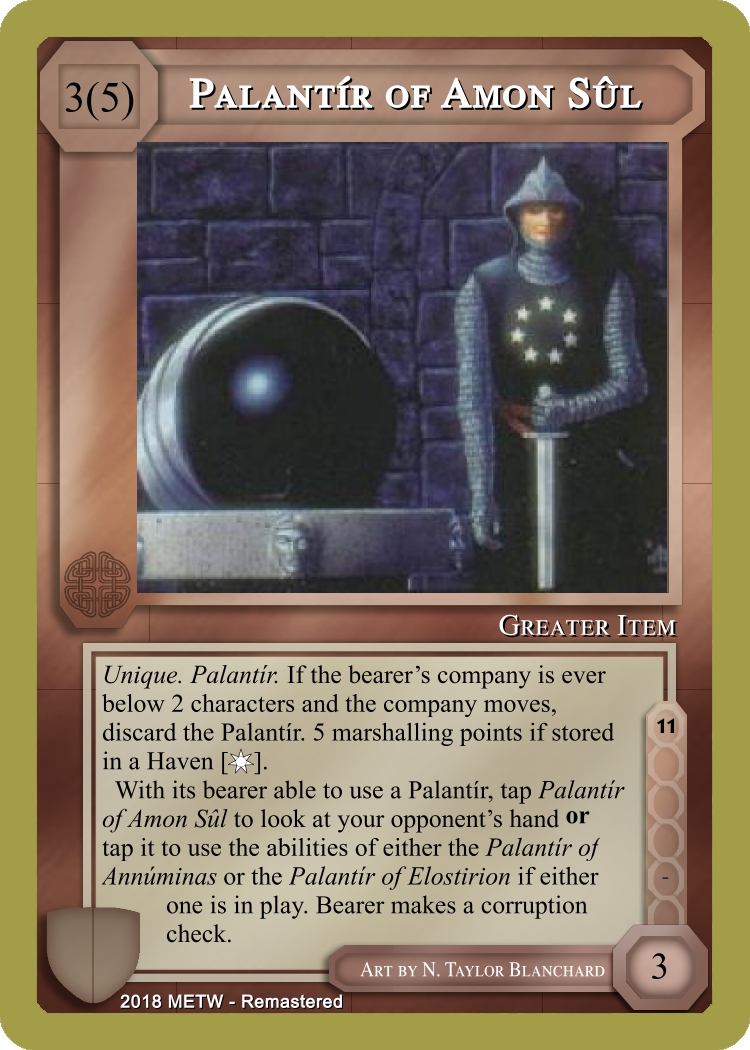 3(5)
Palantír of Amon Sûl
Greater Item
Unique. Palantír. If the bearer's company is ever
below 2 characters and the company moves,
discard the Palantír. 5 marshalling points if stored
in a Haven [☼].
With its bearer able to use a Palantír, tap Palantír
of Amon Sûl to look at your opponent's hand or
tap it to use the abilities of either the Palantír of
Annúminas or the Palantír of Elostirion if either
one is in play. Bearer makes a corruption
check.
11
-
3
Art by N. Taylor Blanchard
2018 METW - Remastered